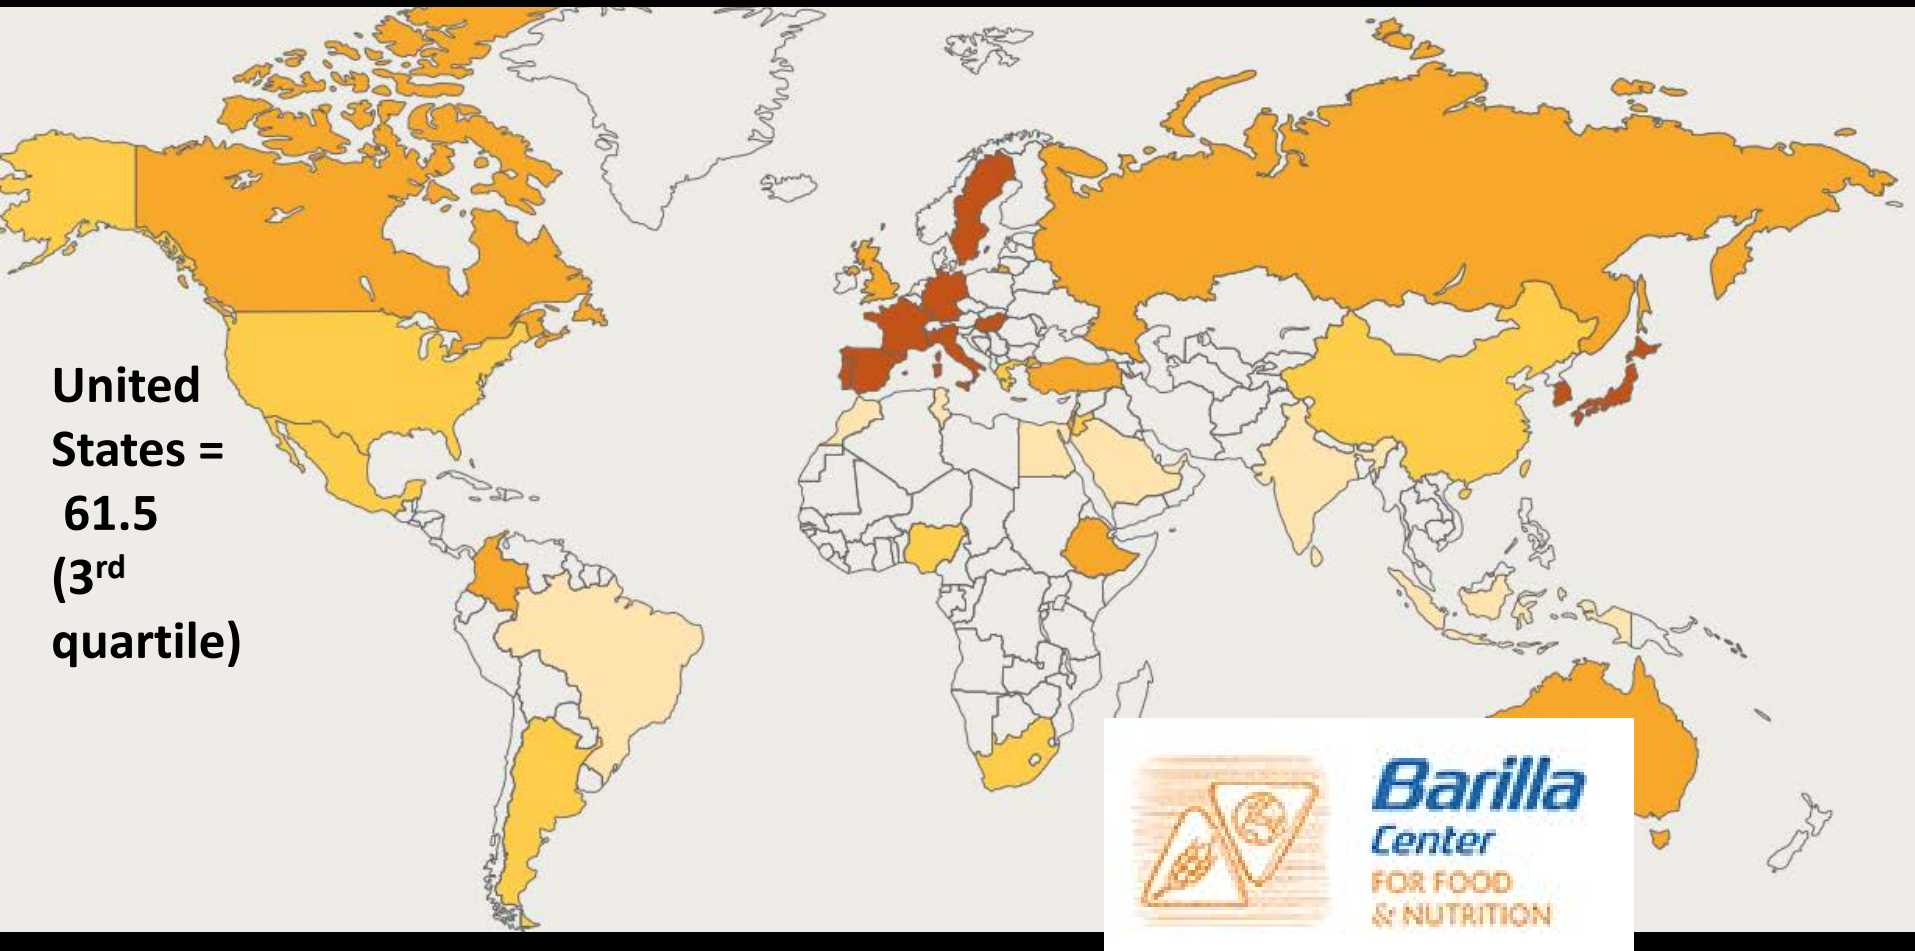 United
States =
61.5
(3rd
quartile)
Barilla
Center
FOR FOOD
& NUTRITION